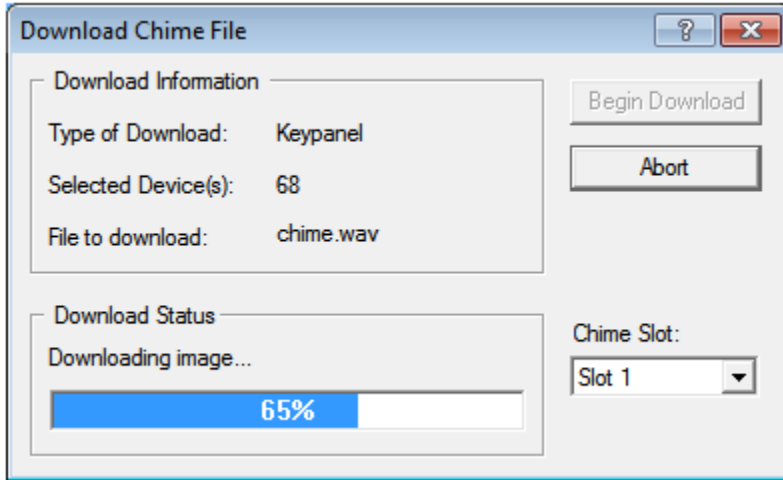 Download Chime File
Download Information
Type of Download: Keypanel
Selected Device(s): 68
File to download: chime.wav
Begin Download
Abort
Download Status
Downloading image...
65%
Chime Slot:
Slot 1